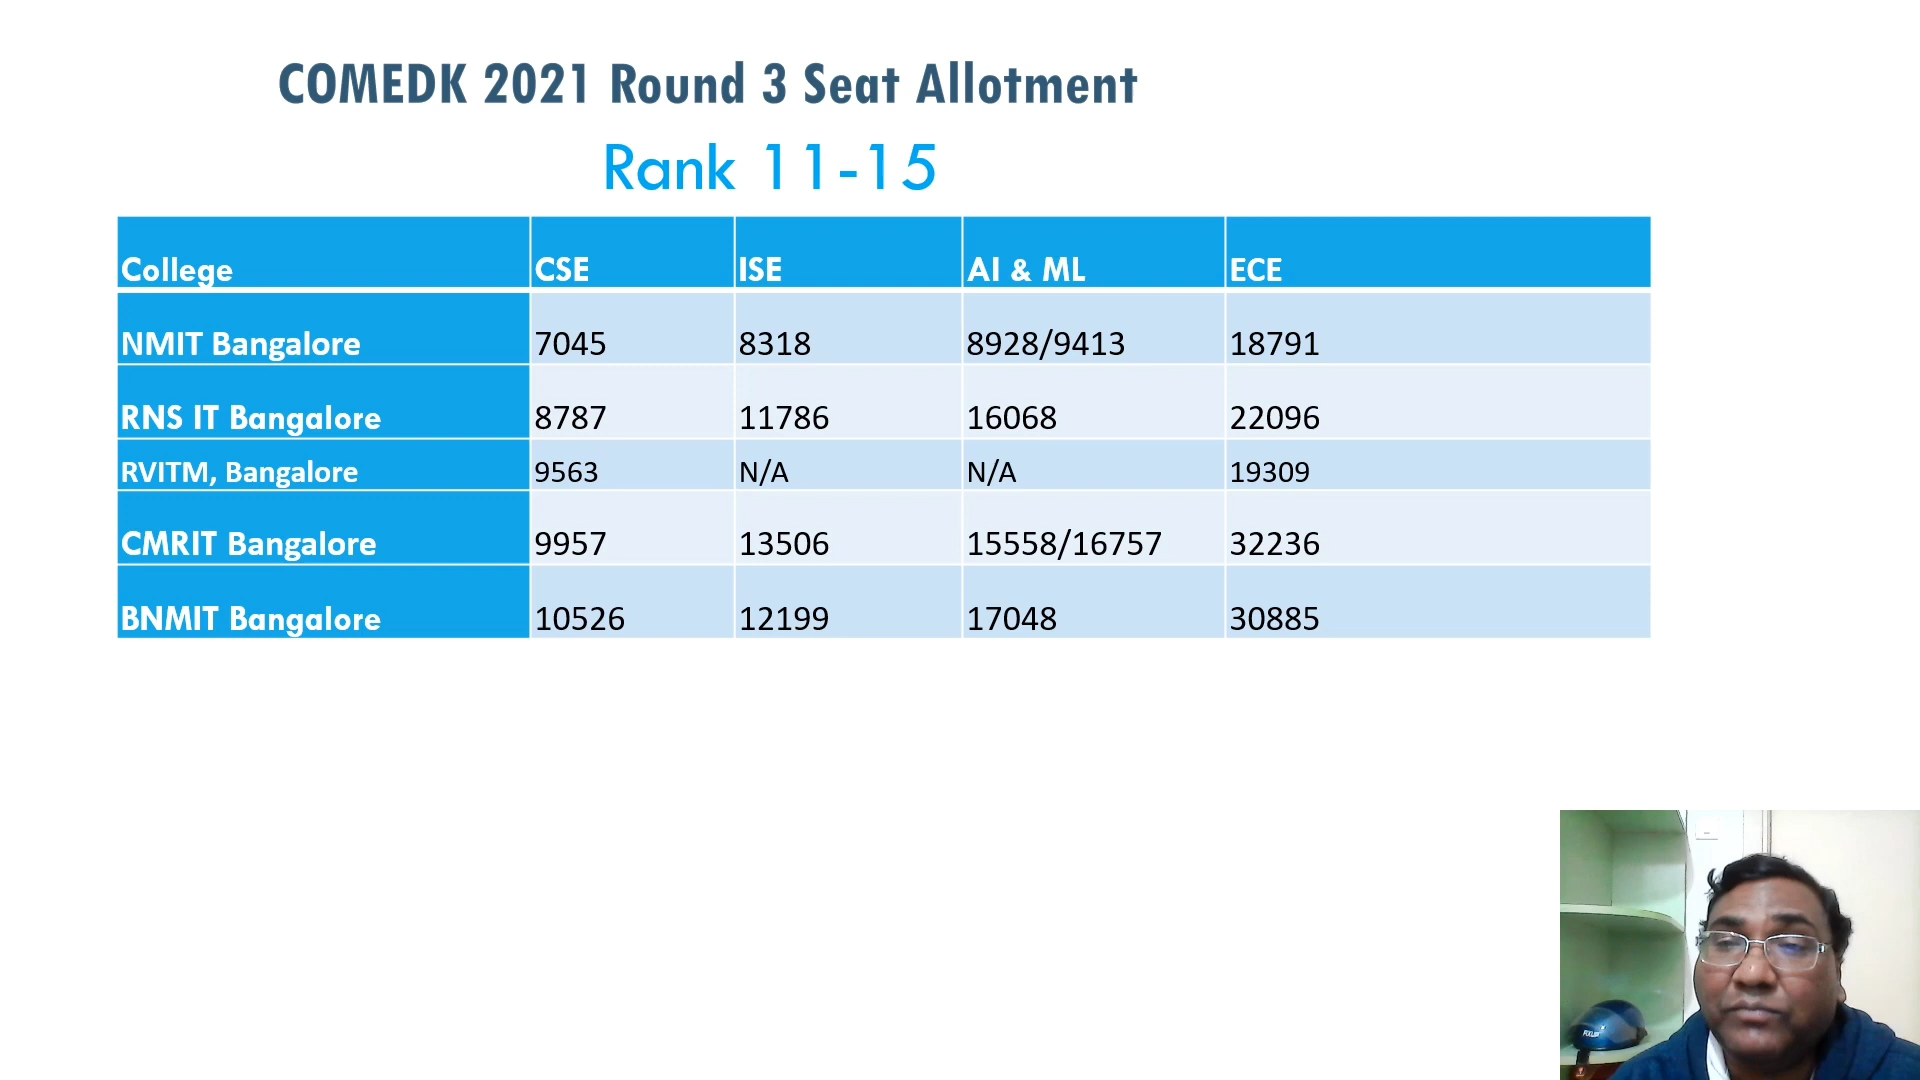 COMEDK 2021 Round 3 Seat Allotment
Rank 11-15
College CSE ISE AI & ML ECE
NMIT Bangalore 7045 8318 8928/9413 18791
RNS IT Bangalore 8787 11786 16068 22096
RVITM, Bangalore 9563 N/A N/A 19309
CMRIT Bangalore 9957 13506 15558/16757 32236
BNMIT Bangalore 10526 12199 17048 30885